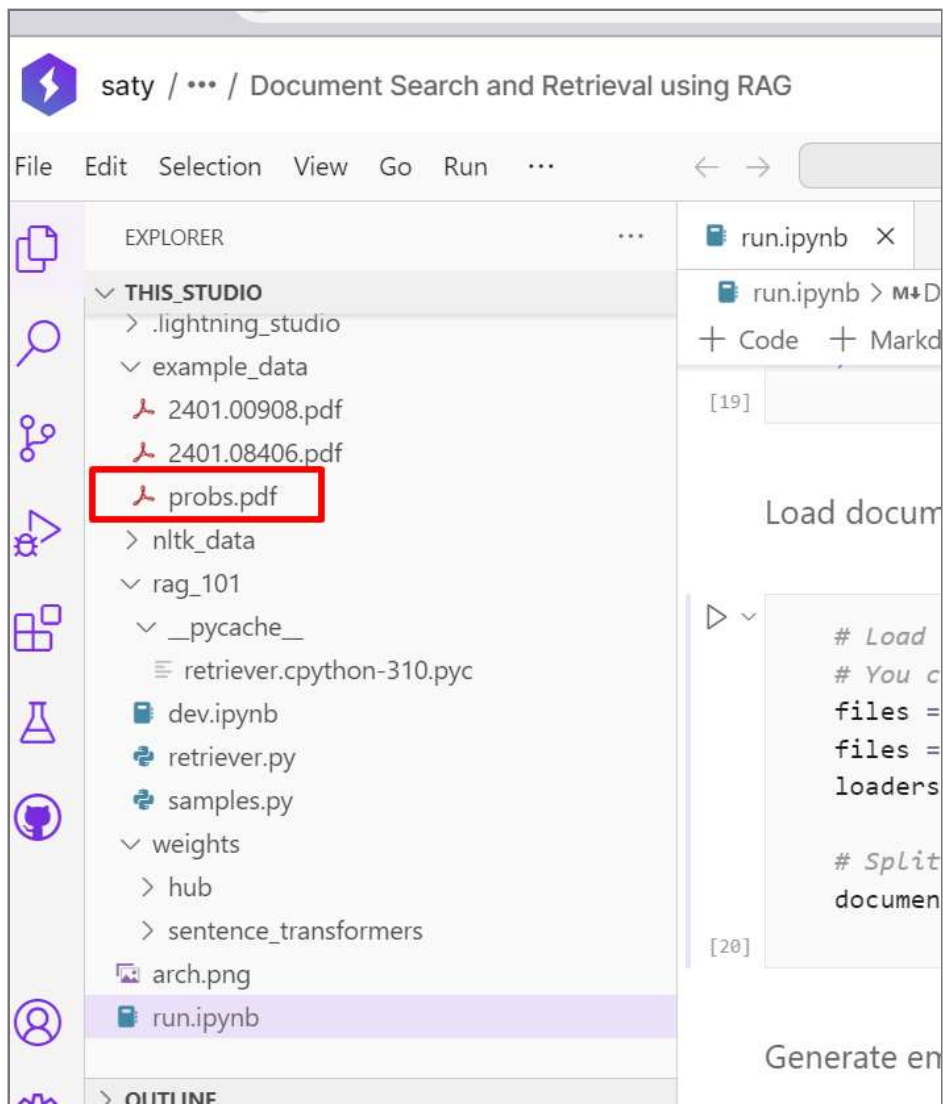 saty / ••• / Document Search and Retrieval using RAG
File Edit Selection View Go Run ···
EXPLORER ···
THIS_STUDIO
.lightning_studio
example_data
2401.00908.pdf
2401.08406.pdf
probs.pdf
nltk_data
rag_101
__pycache__
retriever.cpython-310.pyc
dev.ipynb
retriever.py
samples.py
weights
hub
sentence_transformers
arch.png
run.ipynb
OUTLINE
run.ipynb
run.ipynb > M↓D
+ Code + Markd
[19]
Load docum
# Load
# You c
files =
files =
loaders
# Split
documen
[20]
Generate em